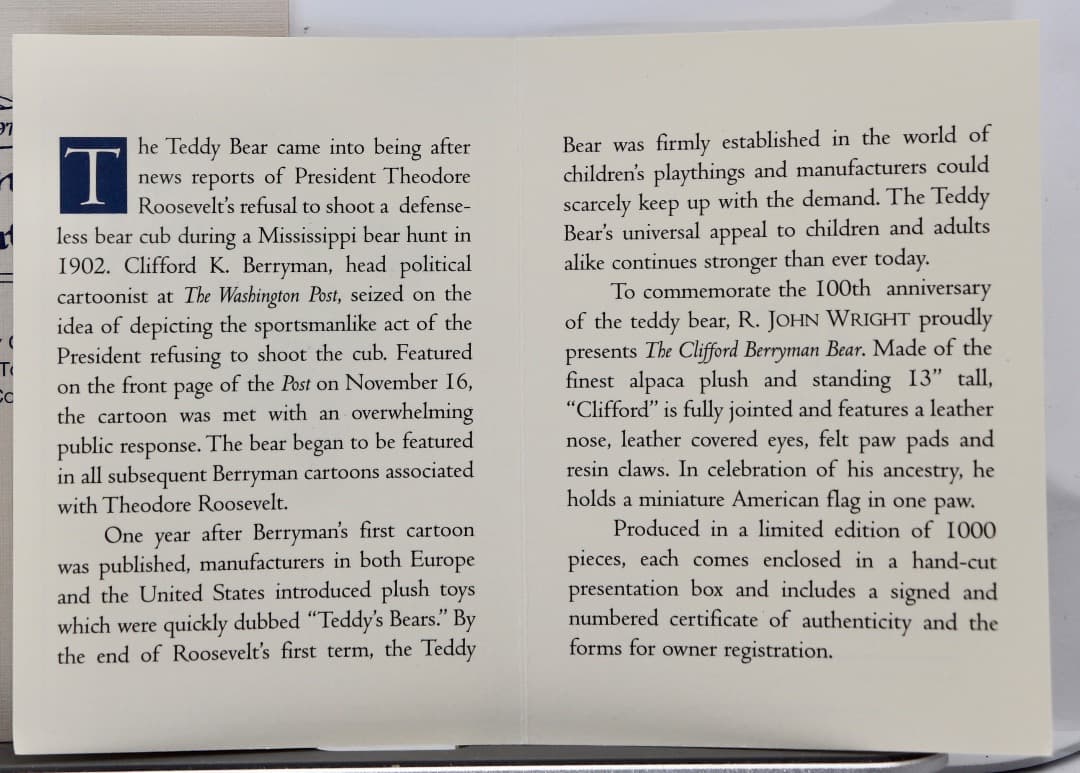 The Teddy Bear came into being after
news reports of President Theodore
Roosevelt's refusal to shoot a defense-
less bear cub during a Mississippi bear hunt in
1902. Clifford K. Berryman, head political
cartoonist at The Washington Post, seized on the
idea of depicting the sportsmanlike act of the
President refusing to shoot the cub. Featured
on the front page of the Post on November 16,
the cartoon was met with an overwhelming
public response. The bear began to be featured
in all subsequent Berryman cartoons associated
with Theodore Roosevelt.
One year after Berryman's first cartoon
was published, manufacturers in both Europe
and the United States introduced plush toys
which were quickly dubbed “Teddy's Bears.” By
the end of Roosevelt's first term, the Teddy
Bear was firmly established in the world of
children's playthings and manufacturers could
scarcely keep up with the demand. The Teddy
Bear's universal appeal to children and adults
alike continues stronger than ever today.
To commemorate the 100th anniversary
of the teddy bear, R. JOHN WRIGHT proudly
presents The Clifford Berryman Bear. Made of the
finest alpaca plush and standing 13” tall,
“Clifford” is fully jointed and features a leather
nose, leather covered eyes, felt paw pads and
resin claws. In celebration of his ancestry, he
holds a miniature American flag in one paw.
Produced in a limited edition of 1000
pieces, each comes enclosed in a hand-cut
presentation box and includes a signed and
numbered certificate of authenticity and the
forms for owner registration.